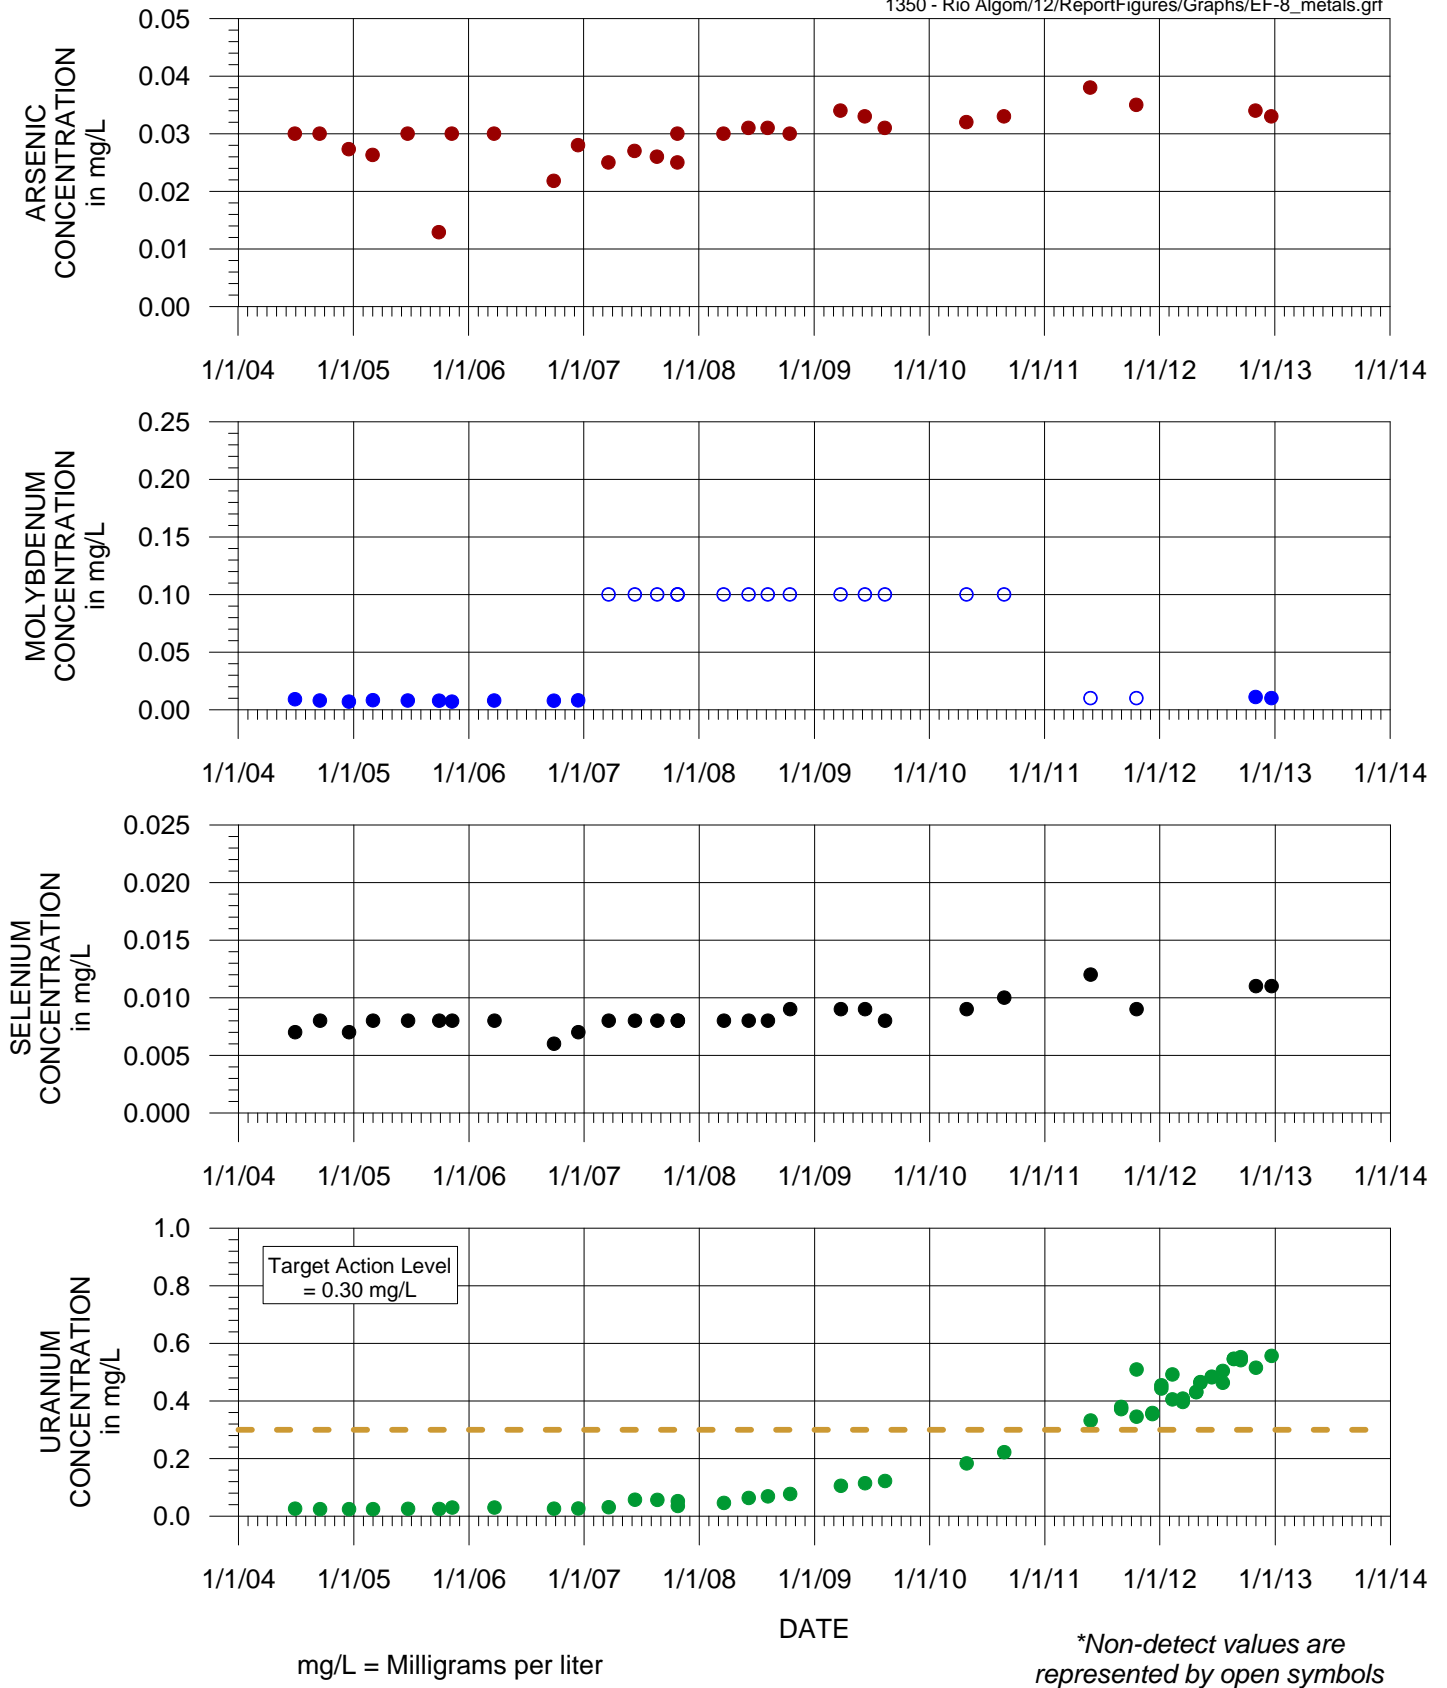 1350 - Rio Algom/12/ReportFigures/Graphs/EF-8_metals.grf
ARSENIC
CONCENTRATION
in mg/L
0.05
0.04
0.03
0.02
0.01
0.00
1/1/04 1/1/05 1/1/06 1/1/07 1/1/08 1/1/09 1/1/10 1/1/11 1/1/12 1/1/13 1/1/14
MOLYBDENUM
CONCENTRATION
in mg/L
0.25
0.20
0.15
0.10
0.05
0.00
1/1/04 1/1/05 1/1/06 1/1/07 1/1/08 1/1/09 1/1/10 1/1/11 1/1/12 1/1/13 1/1/14
SELENIUM
CONCENTRATION
in mg/L
0.025
0.020
0.015
0.010
0.005
0.000
1/1/04 1/1/05 1/1/06 1/1/07 1/1/08 1/1/09 1/1/10 1/1/11 1/1/12 1/1/13 1/1/14
URANIUM
CONCENTRATION
in mg/L
1.0
0.8
0.6
0.4
0.2
0.0
Target Action Level
= 0.30 mg/L
1/1/04 1/1/05 1/1/06 1/1/07 1/1/08 1/1/09 1/1/10 1/1/11 1/1/12 1/1/13 1/1/14
DATE
mg/L = Milligrams per liter
*Non-detect values are
represented by open symbols